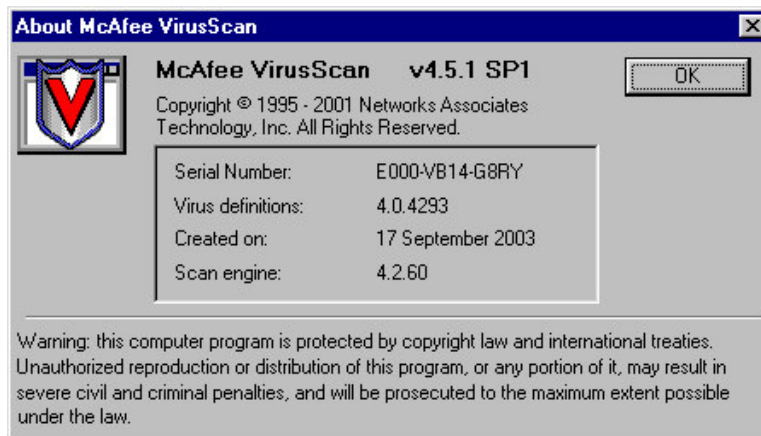 About McAfee VirusScan
McAfee VirusScan v4.5.1 SP1
OK
Copyright © 1995 - 2001 Networks Associates
Technology, Inc. All Rights Reserved.
Serial Number: E000-VB14-G8RY
Virus definitions: 4.0.4293
Created on: 17 September 2003
Scan engine: 4.2.60
Warning: this computer program is protected by copyright law and international treaties.
Unauthorized reproduction or distribution of this program, or any portion of it, may result in
severe civil and criminal penalties, and will be prosecuted to the maximum extent possible
under the law.